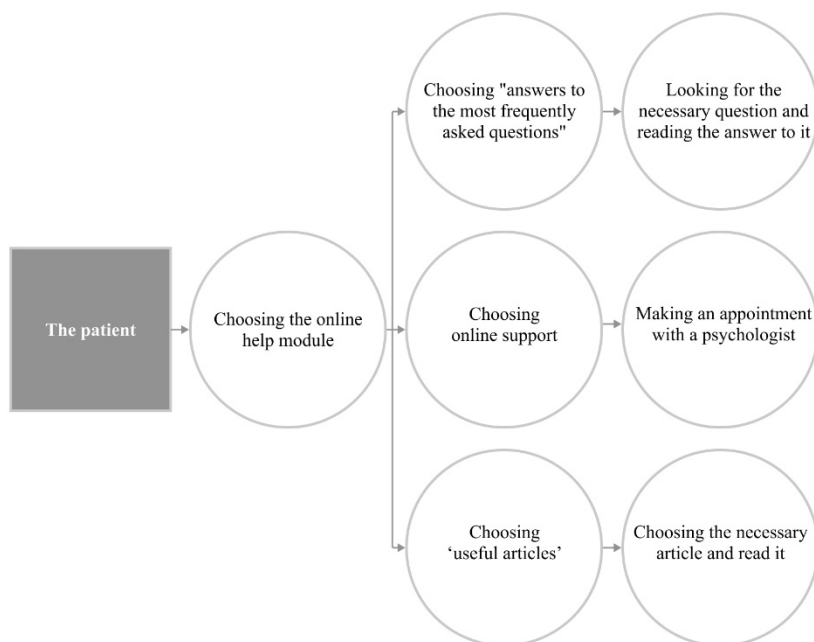 Choosing "answers to
the most frequently
asked questions"
Looking for the
necessary question and
reading the answer to it
The patient
Choosing the online
help module
Choosing
online support
Making an appointment
with a psychologist
Choosing
‘useful articles’
Choosing the necessary
article and read it